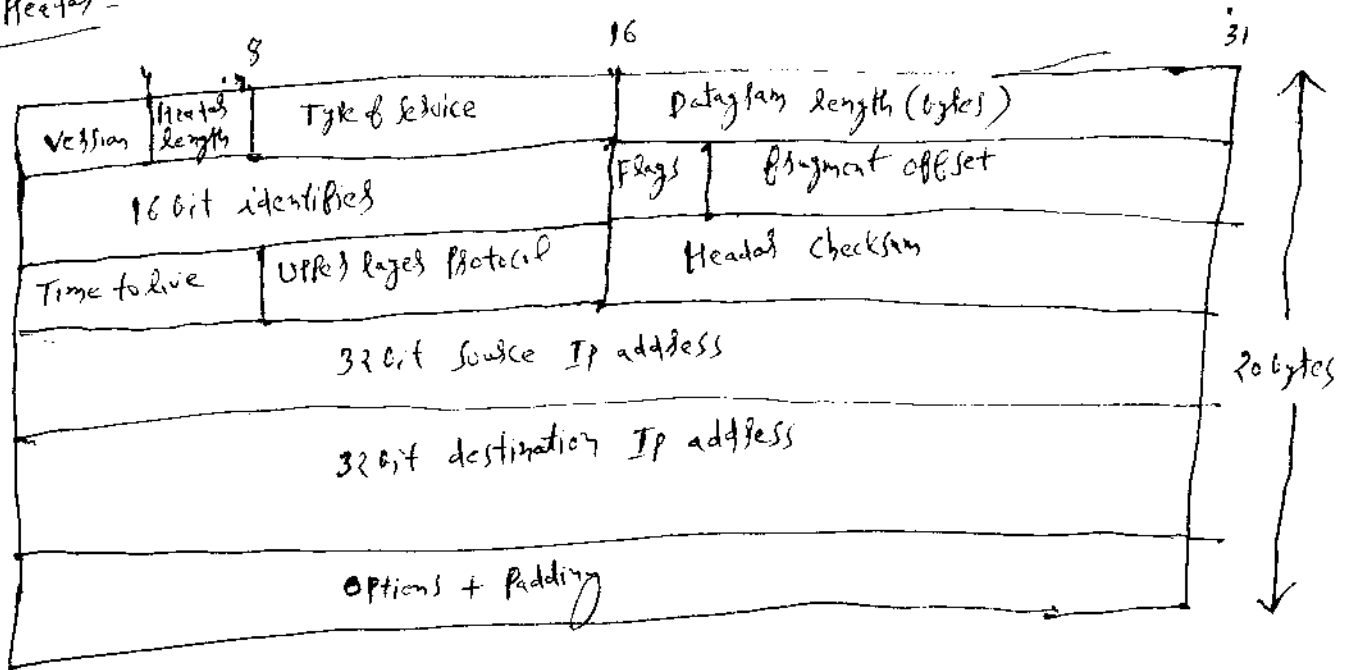 Header -
4 8 16 31
Version Header length Type of Service Datagram length (bytes)
16 bit identifier Flags fragment offset
Time to live Upper layer Protocol Header Checksum
32 bit Source Ip address
20 bytes
32 bit destination Ip address
Options + Padding